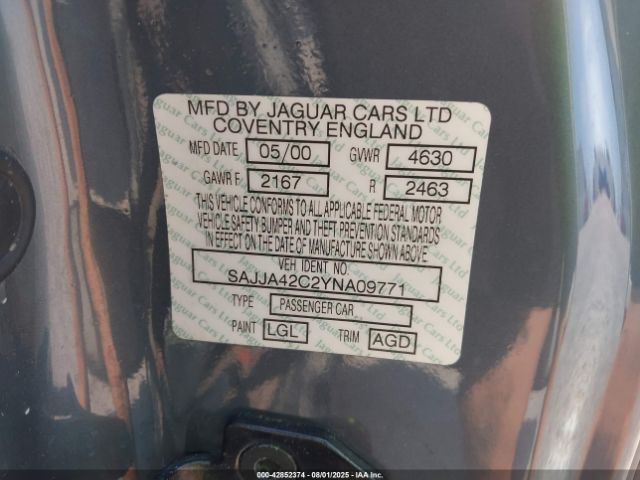 MFD BY JAGUAR CARS LTD
COVENTRY ENGLAND
MFD DATE 05/00 GVWR 4630
GAWR F 2167 R 2463
THIS VEHICLE CONFORMS TO ALL APPLICABLE FEDERAL MOTOR
VEHICLE SAFETY BUMPER AND THEFT PREVENTION STANDARDS
IN EFFECT ON THE DATE OF MANUFACTURE SHOWN ABOVE
VEH IDENT NO.
SAJJA42C2YNA09771
TYPE PASSENGER CAR
PAINT LGL TRIM AGD
000-42852374 - 08/01/2025 - IAAI.COM